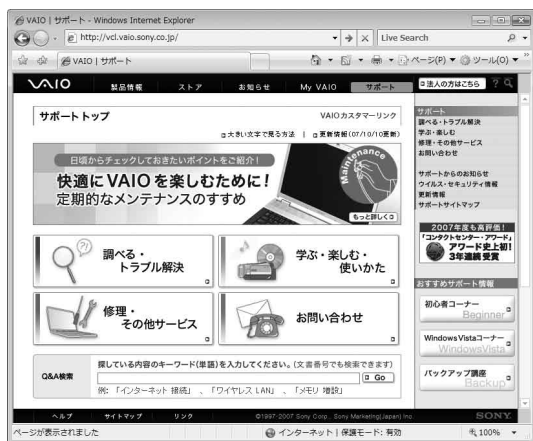 VAIO | サポート - Windows Internet Explorer
http://vcl.vaio.sony.co.jp/
Live Search
VAIO | サポート
ページ(P)
ツール(O)
VAIO
製品情報
ストア
お知らせ
My VAIO
サポート
法人の方はこちら
サポートトップ
VAIOカスタマーリンク
大きい文字で見る方法 | 更新情報(07/10/10更新)
日頃からチェックしておきたいポイントをご紹介!
快適にVAIOを楽しむために!
定期的なメンテナンスのすすめ
Maintenance
もっと詳しく
調べる・
トラブル解決
学ぶ・楽しむ・
使いかた
修理・
その他サービス
お問い合わせ
Q&A検索
探している内容のキーワード(単語)を入力してください。(文書番号でも検索できます)
Go
例: 「インターネット 接続」 、 「ワイヤレス LAN」 、 「メモリ 増設」
サポート
調べる・トラブル解決
学ぶ・楽しむ
修理・その他サービス
お問い合わせ
サポートからのお知らせ
ウイルス・セキュリティ情報
更新情報
サポートサイトマップ
2007年度も高評価!
「コンタクトセンター・アワード」
アワード史上初!
3年連続受賞
おすすめサポート情報
初心者コーナー
Beginner
Windows Vistaコーナー
WindowsVista
バックアップ講座
Backup
ヘルプ
サイトマップ
リンク
©1997-2007 Sony Corp., Sony Marketing(Japan) Inc.
SONY
ページが表示されました
インターネット | 保護モード: 有効
100%